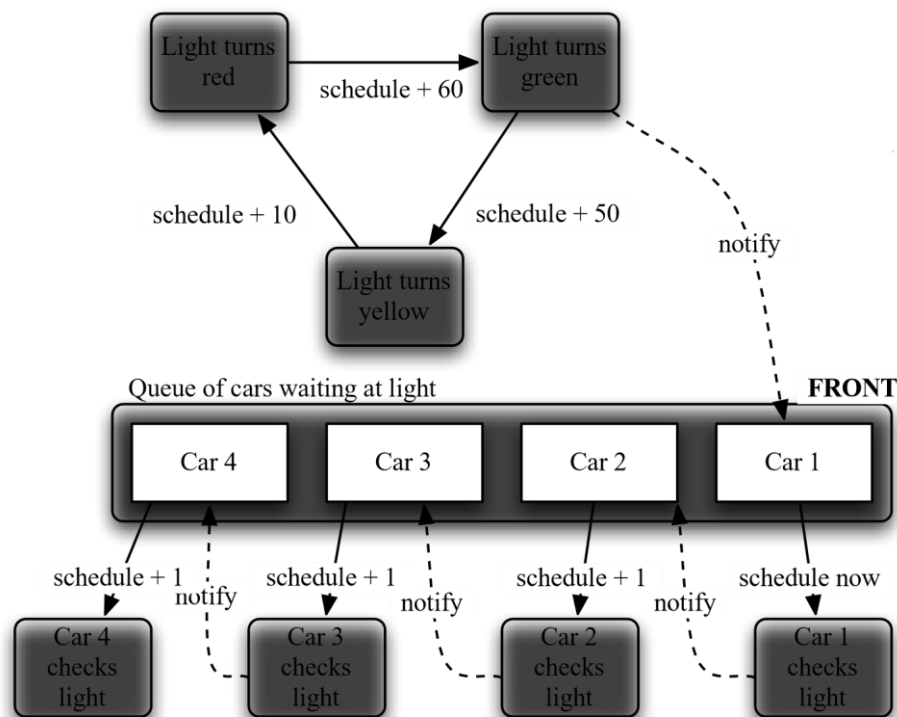 Light turns
red
Light turns
green
schedule + 60
schedule + 10
schedule + 50
notify
Light turns
yellow
Queue of cars waiting at light
FRONT
Car 4
Car 3
Car 2
Car 1
schedule + 1
notify
schedule + 1
notify
schedule + 1
notify
schedule now
Car 4
checks
light
Car 3
checks
light
Car 2
checks
light
Car 1
checks
light